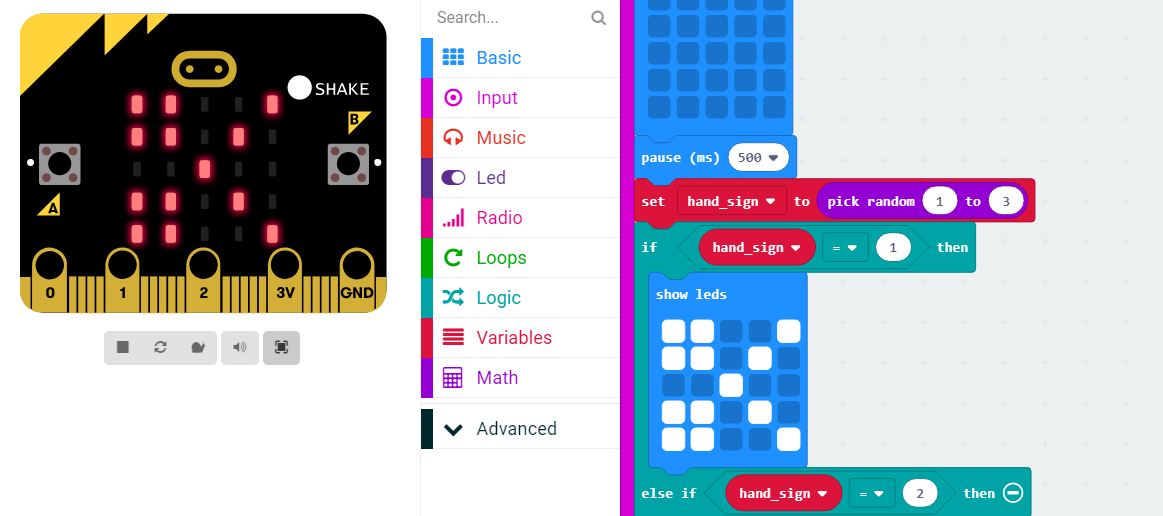 SHAKE
B
A
0 1 2 3V GND
Search...
Basic
Input
Music
Led
Radio
Loops
Logic
Variables
Math
Advanced
pause (ms) 500
set hand_sign to pick random 1 to 3
if hand_sign = 1 then
show leds
else if hand_sign = 2 then